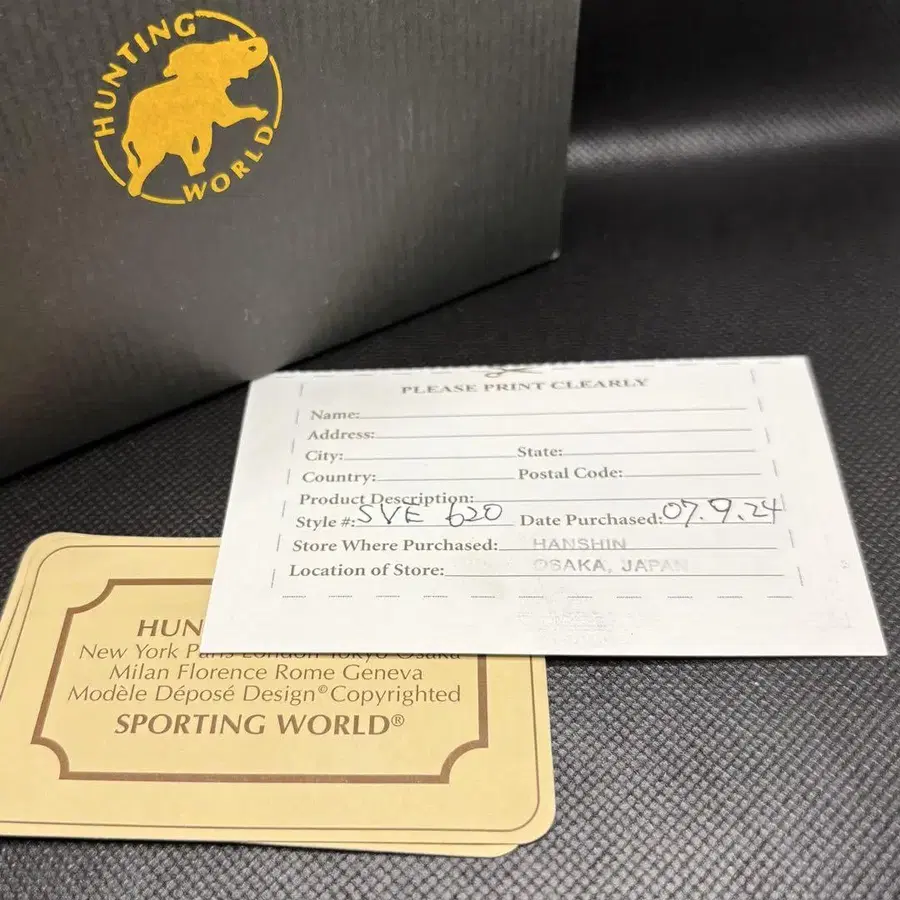 HUNTING
WORLD
PLEASE PRINT CLEARLY
Name:
Address:
City: State:
Country: Postal Code:
Product Description:
Style #: SVE 620 Date Purchased: 07.9.24
Store Where Purchased: HANSHIN
Location of Store: OSAKA, JAPAN
HUN
New York Paris London Tokyo Osaka
Milan Florence Rome Geneva
Modèle Déposé Design © Copyrighted
SPORTING WORLD®